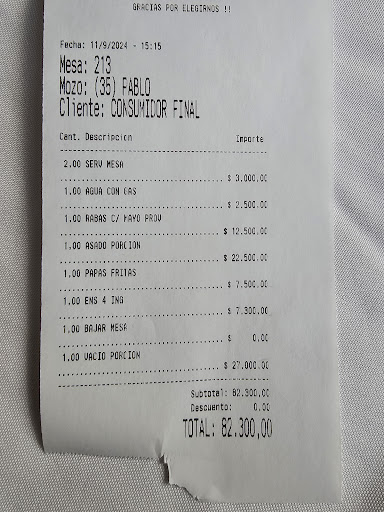 GRACIAS POR ELEGIRNOS !!
Fecha: 11/9/2024 - 15:15
Mesa: 213
Mozo: (35) PABLO
Cliente: CONSUMIDOR FINAL
Cant. Descripcion Importe
2.00 SERV MESA
$ 3.000.00
1.00 AGUA CON GAS
$ 2.500.00
1.00 RABAS C/ MAYO PROV
$ 12.500.00
1.00 ASADO PORCION
$ 22.500.00
1.00 PAPAS FRITAS
$ 7.500.00
1.00 ENS 4 ING
$ 7.300.00
1.00 BAJAR MESA
$ 0.00
1.00 VACIO PORCION
$ 27.000.00
Subtotal: 82.300.00
Descuento: 0.00
TOTAL: 82.300,00